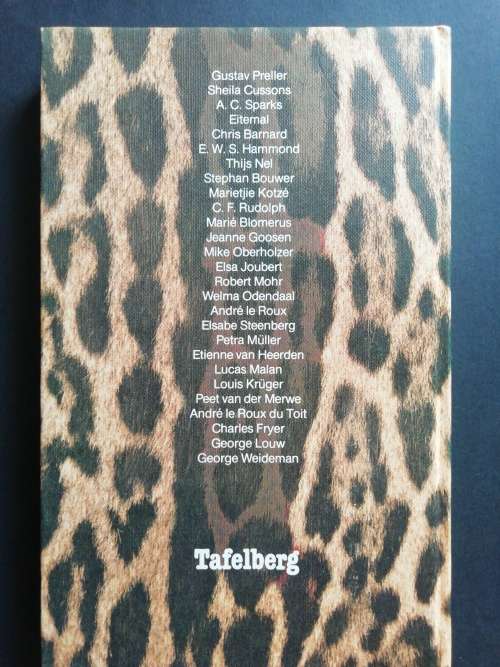 Gustav Preller
Sheila Cussons
A. C. Sparks
Eitemal
Chris Barnard
E. W. S. Hammond
Thijs Nel
Stephan Bouwer
Marietjie Kotzé
C. F. Rudolph
Marié Blomerus
Jeanne Goosen
Mike Oberholzer
Elsa Joubert
Robert Mohr
Welma Odendaal
André le Roux
Elsabe Steenberg
Petra Müller
Etienne van Heerden
Lucas Malan
Louis Krüger
Peet van der Merwe
André le Roux du Toit
Charles Fryer
George Louw
George Weideman
Tafelberg